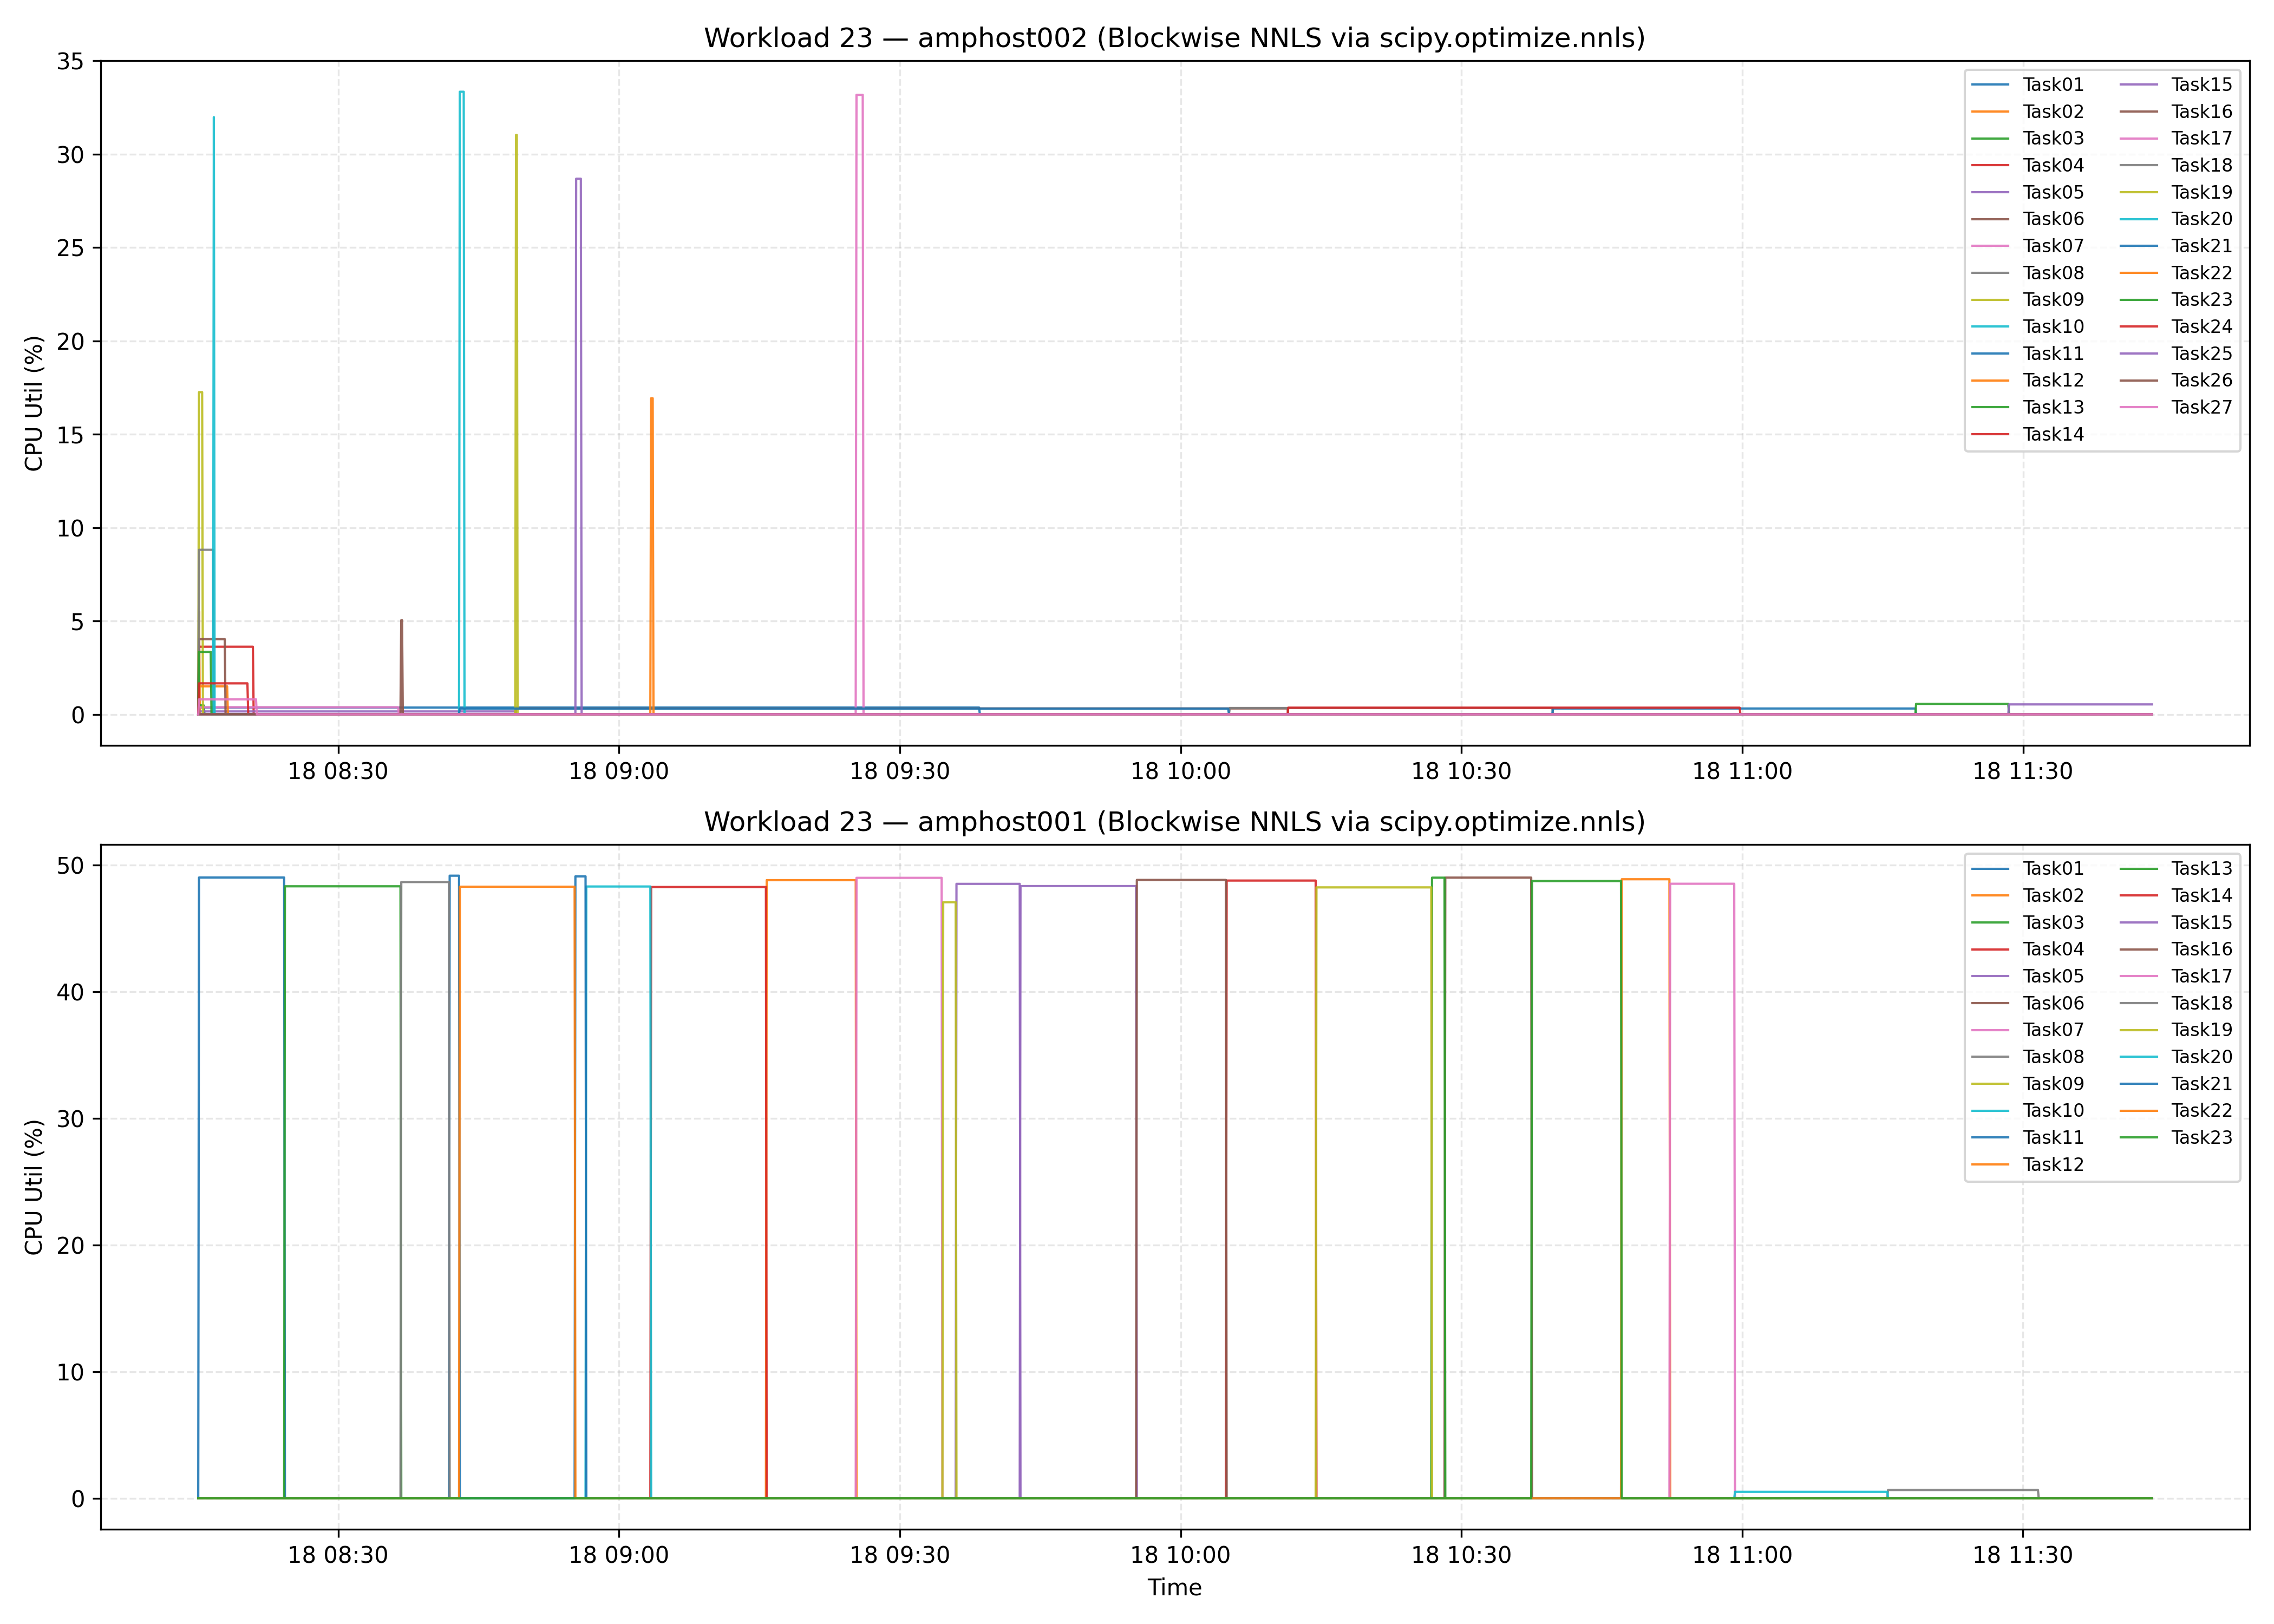 Workload 23 — amphost002 (Blockwise NNLS via scipy.optimize.nnls)
CPU Util (%)
35
30
25
20
15
10
5
0
Task01
Task02
Task03
Task04
Task05
Task06
Task07
Task08
Task09
Task10
Task11
Task12
Task13
Task14
Task15
Task16
Task17
Task18
Task19
Task20
Task21
Task22
Task23
Task24
Task25
Task26
Task27
18 08:30
18 09:00
18 09:30
18 10:00
18 10:30
18 11:00
18 11:30
Workload 23 — amphost001 (Blockwise NNLS via scipy.optimize.nnls)
CPU Util (%)
50
40
30
20
10
0
Task01
Task02
Task03
Task04
Task05
Task06
Task07
Task08
Task09
Task10
Task11
Task12
Task13
Task14
Task15
Task16
Task17
Task18
Task19
Task20
Task21
Task22
Task23
18 08:30
18 09:00
18 09:30
18 10:00
18 10:30
18 11:00
18 11:30
Time